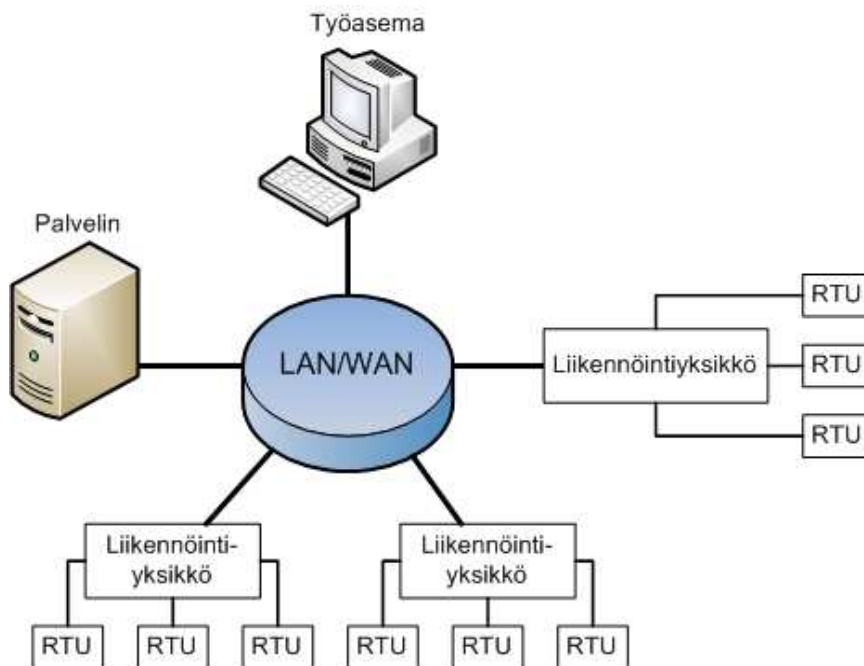 Työasema
Palvelin
LAN/WAN
Liikennöintiyksikkö
RTU
RTU
RTU
Liikennöinti-
yksikkö
RTU
RTU
RTU
Liikennöinti-
yksikkö
RTU
RTU
RTU